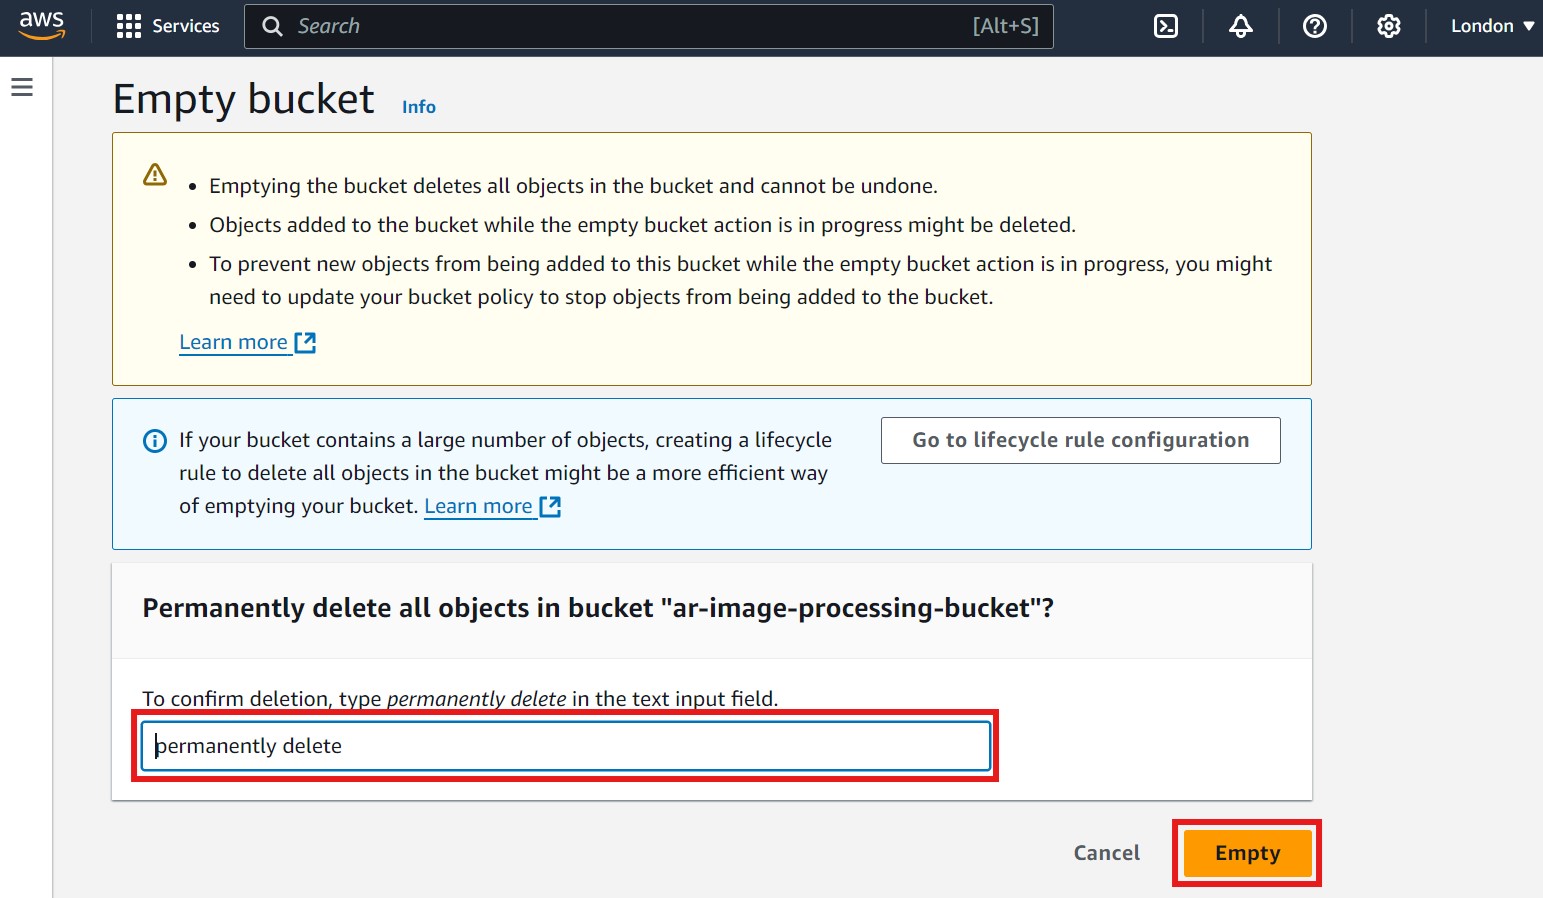 aws
Services
Search
[Alt+S]
London
Empty bucket Info
Emptying the bucket deletes all objects in the bucket and cannot be undone.
Objects added to the bucket while the empty bucket action is in progress might be deleted.
To prevent new objects from being added to this bucket while the empty bucket action is in progress, you might
need to update your bucket policy to stop objects from being added to the bucket.
Learn more
If your bucket contains a large number of objects, creating a lifecycle
rule to delete all objects in the bucket might be a more efficient way
of emptying your bucket. Learn more
Go to lifecycle rule configuration
Permanently delete all objects in bucket "ar-image-processing-bucket"?
To confirm deletion, type permanently delete in the text input field.
permanently delete
Cancel
Empty